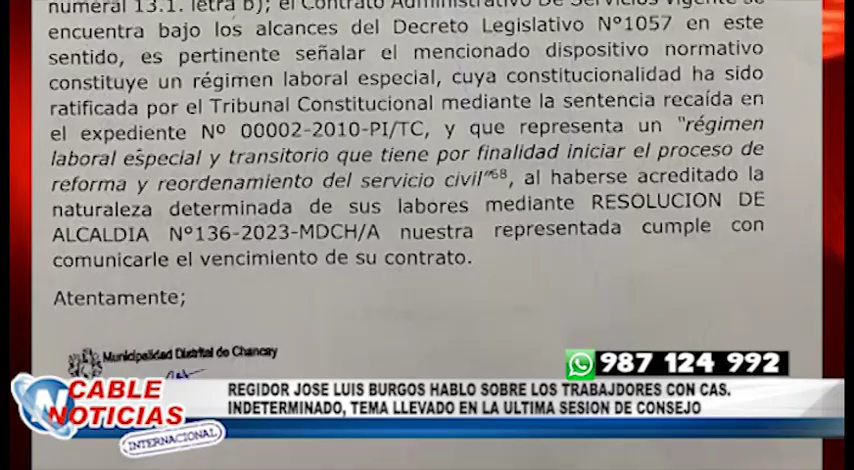 numeral 13.1. letra b); el Contrato Administrativo De Servicios vigente se
encuentra bajo los alcances del Decreto Legislativo N°1057 en este
sentido, es pertinente señalar el mencionado dispositivo normativo
constituye un régimen laboral especial, cuya constitucionalidad ha sido
ratificada por el Tribunal Constitucional mediante la sentencia recaída en
el expediente Nº 00002-2010-PI/TC, y que representa un "régimen
laboral especial y transitorio que tiene por finalidad iniciar el proceso de
reforma y reordenamiento del servicio civil"⁶⁸, al haberse acreditado la
naturaleza determinada de sus labores mediante RESOLUCION DE
ALCALDIA N°136-2023-MDCH/A nuestra representada cumple con
comunicarle el vencimiento de su contrato.
Atentamente;
Municipalidad Distrital de Chancay
987 124 992
CABLE
NOTICIAS
INTERNACIONAL
REGIDOR JOSE LUIS BURGOS HABLO SOBRE LOS TRABAJDORES CON CAS.
INDETERMINADO, TEMA LLEVADO EN LA ULTIMA SESION DE CONSEJO